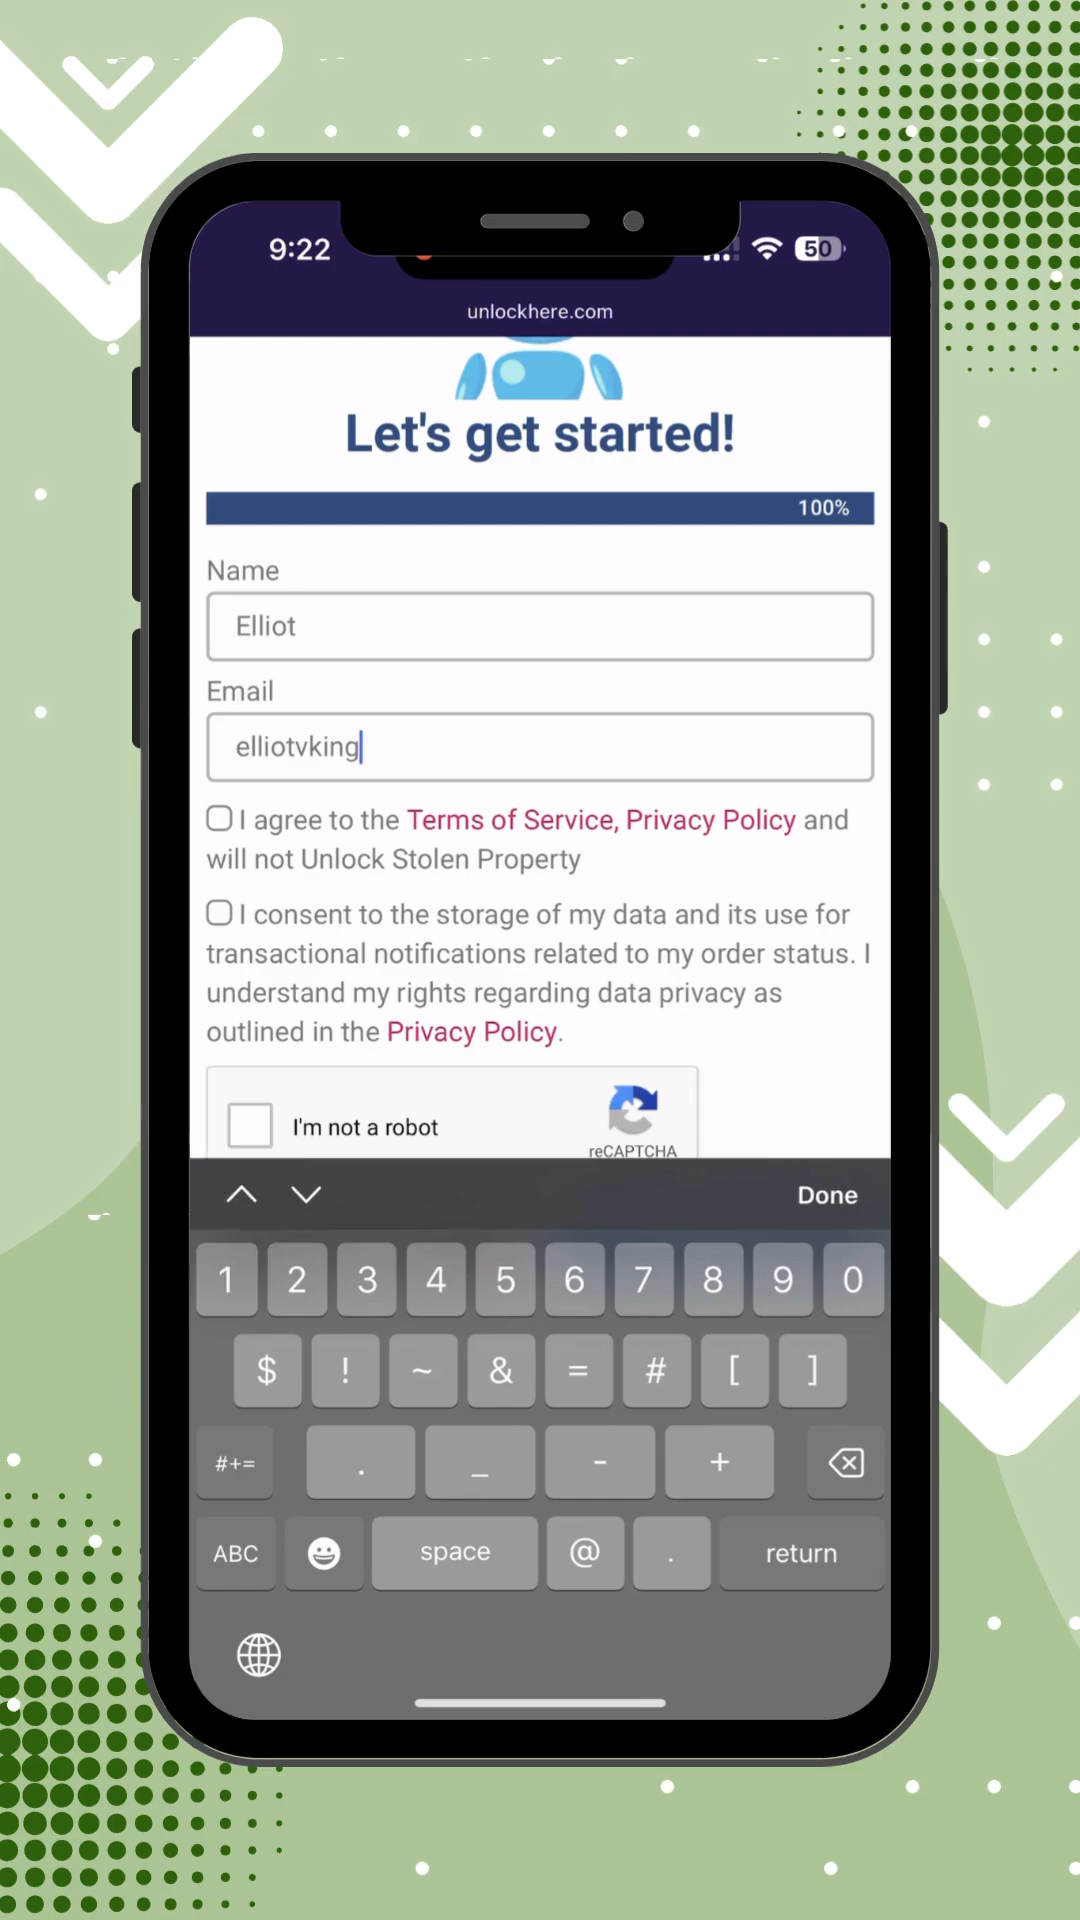 9:22
50
unlockhere.com
Let's get started!
100%
Name
Elliot
Email
elliotvking
I agree to the Terms of Service, Privacy Policy and
will not Unlock Stolen Property
I consent to the storage of my data and its use for
transactional notifications related to my order status. I
understand my rights regarding data privacy as
outlined in the Privacy Policy.
I'm not a robot
reCAPTCHA
Done
1 2 3 4 5 6 7 8 9 0
$ ! ~ & = # [ ]
#+= . _ - +
ABC space @ . return